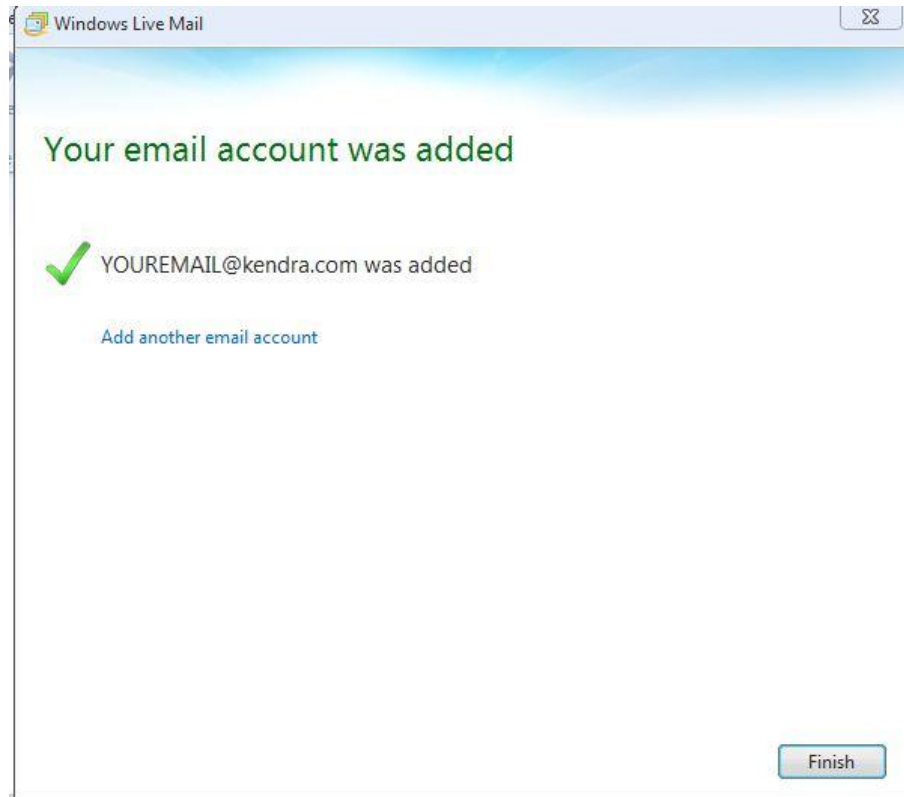 Windows Live Mail
Your email account was added
YOUREMAIL@kendra.com was added
Add another email account
Finish